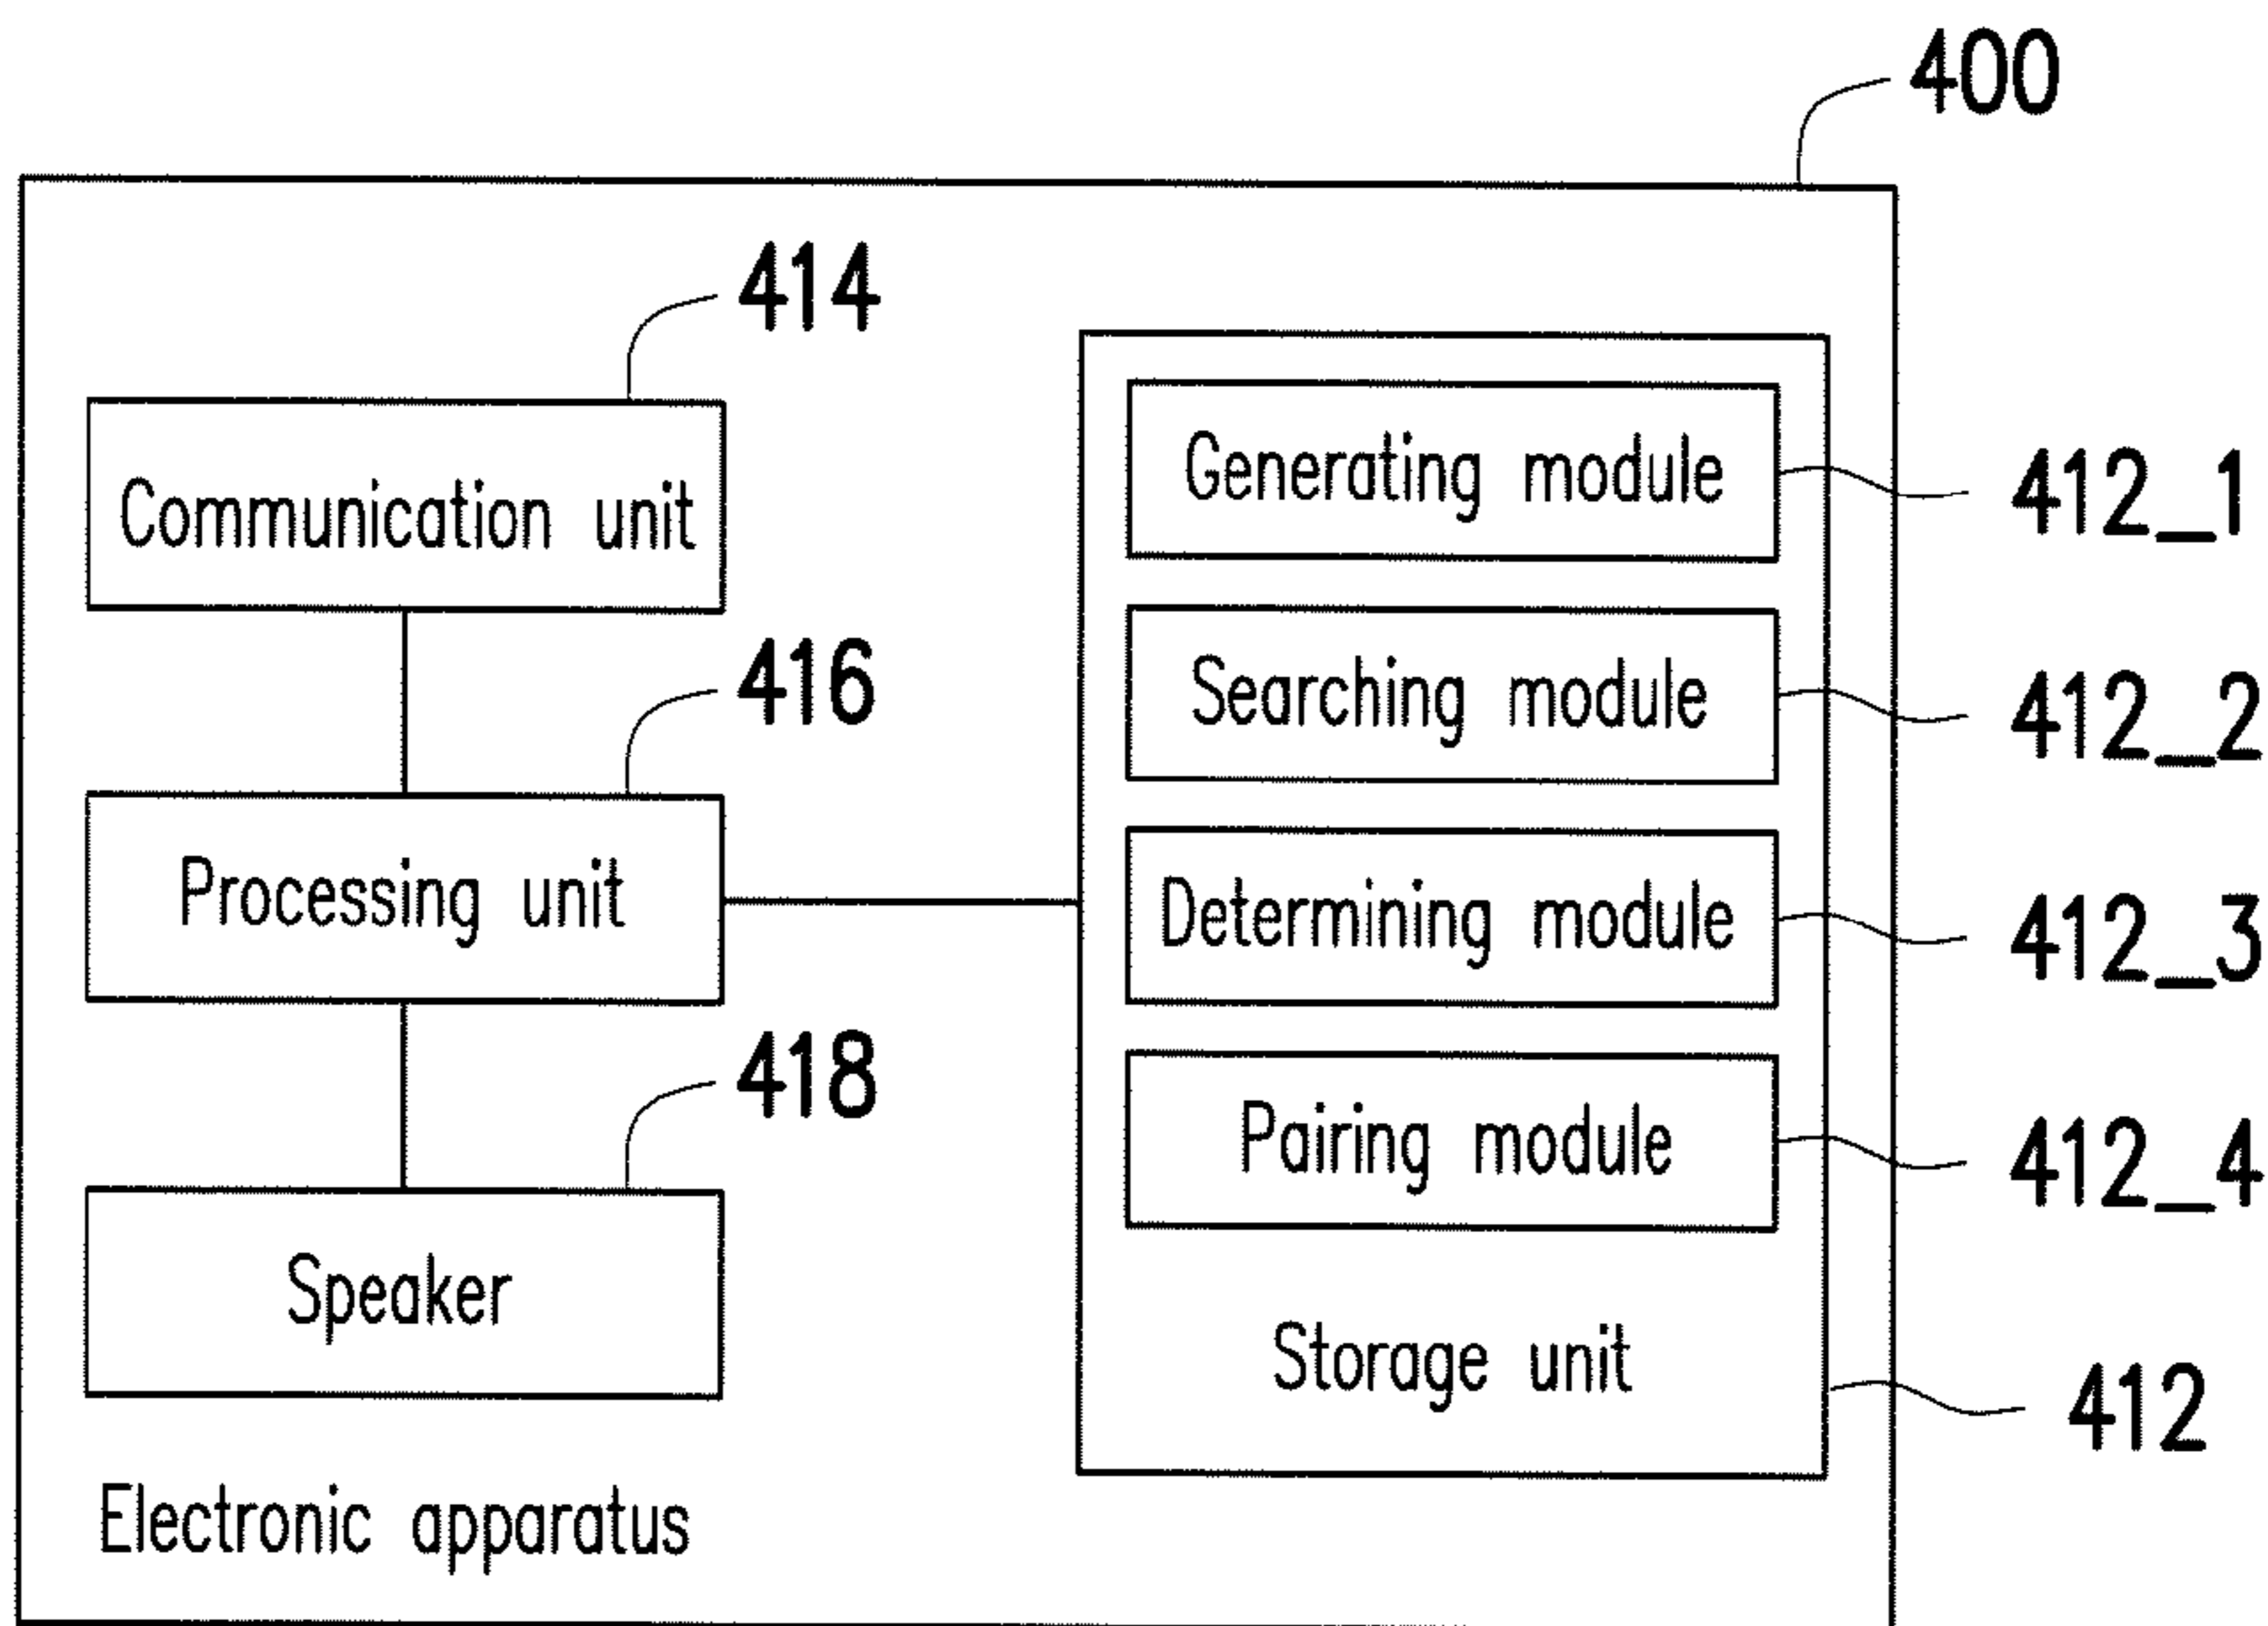 400
414
Communication unit
416
Processing unit
418
Speaker
Electronic apparatus
Generating module
412_1
Searching module
412_2
Determining module
412_3
Pairing module
412_4
Storage unit
412